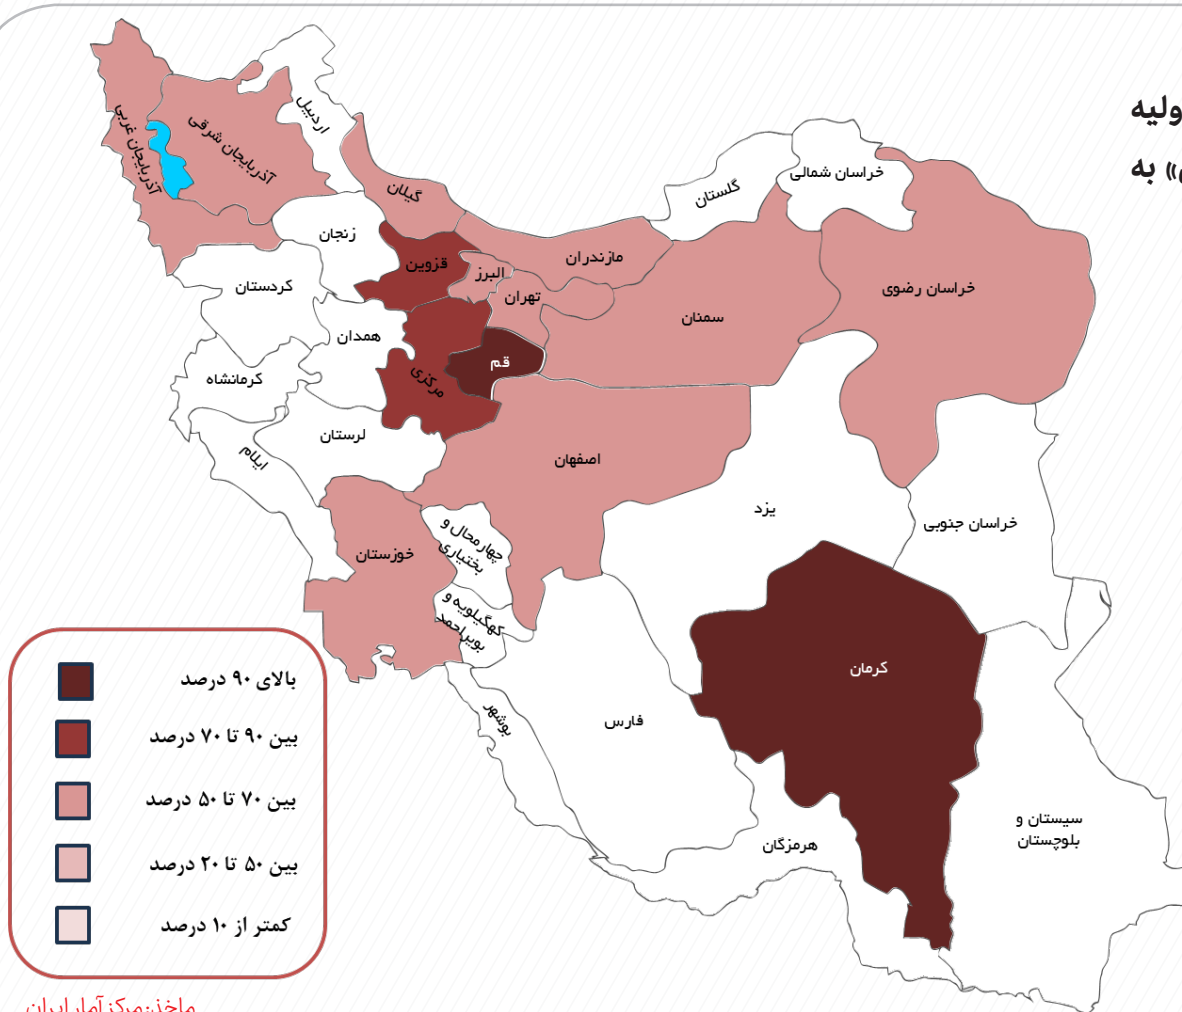 ولیه
» به
اردبیل
آذربایجان غربی
آذربایجان شرقی
گیلان
زنجان
کردستان
قزوین
البرز
تهران
مازندران
گلستان
خراسان شمالی
خراسان رضوی
سمنان
همدان
کرمانشاه
مرکزی
قم
لرستان
ایلام
اصفهان
یزد
خراسان جنوبی
خوزستان
چهارمحال و
بختیاری
کهگیلویه و
بویراحمد
کرمان
فارس
بوشهر
هرمزگان
سیستان و
بلوچستان
بالای ۹۰ درصد
بین ۹۰ تا ۷۰ درصد
بین ۷۰ تا ۵۰ درصد
بین ۵۰ تا ۲۰ درصد
کمتر از ۱۰ درصد
ماخذ: مرکز آمار ایران